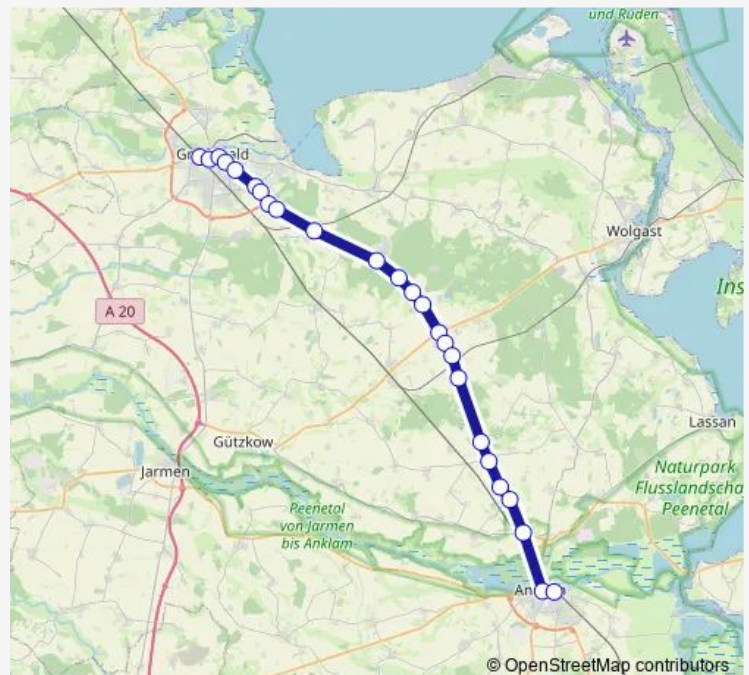 und Ruden
Wolgast
Ins
A 20
Lassan
Gützkow
Jarmen
Naturpark
Flusslandscha
Peenetal
Peenetal
von Jarmen
bis Anklam
© OpenStreetMap contributors